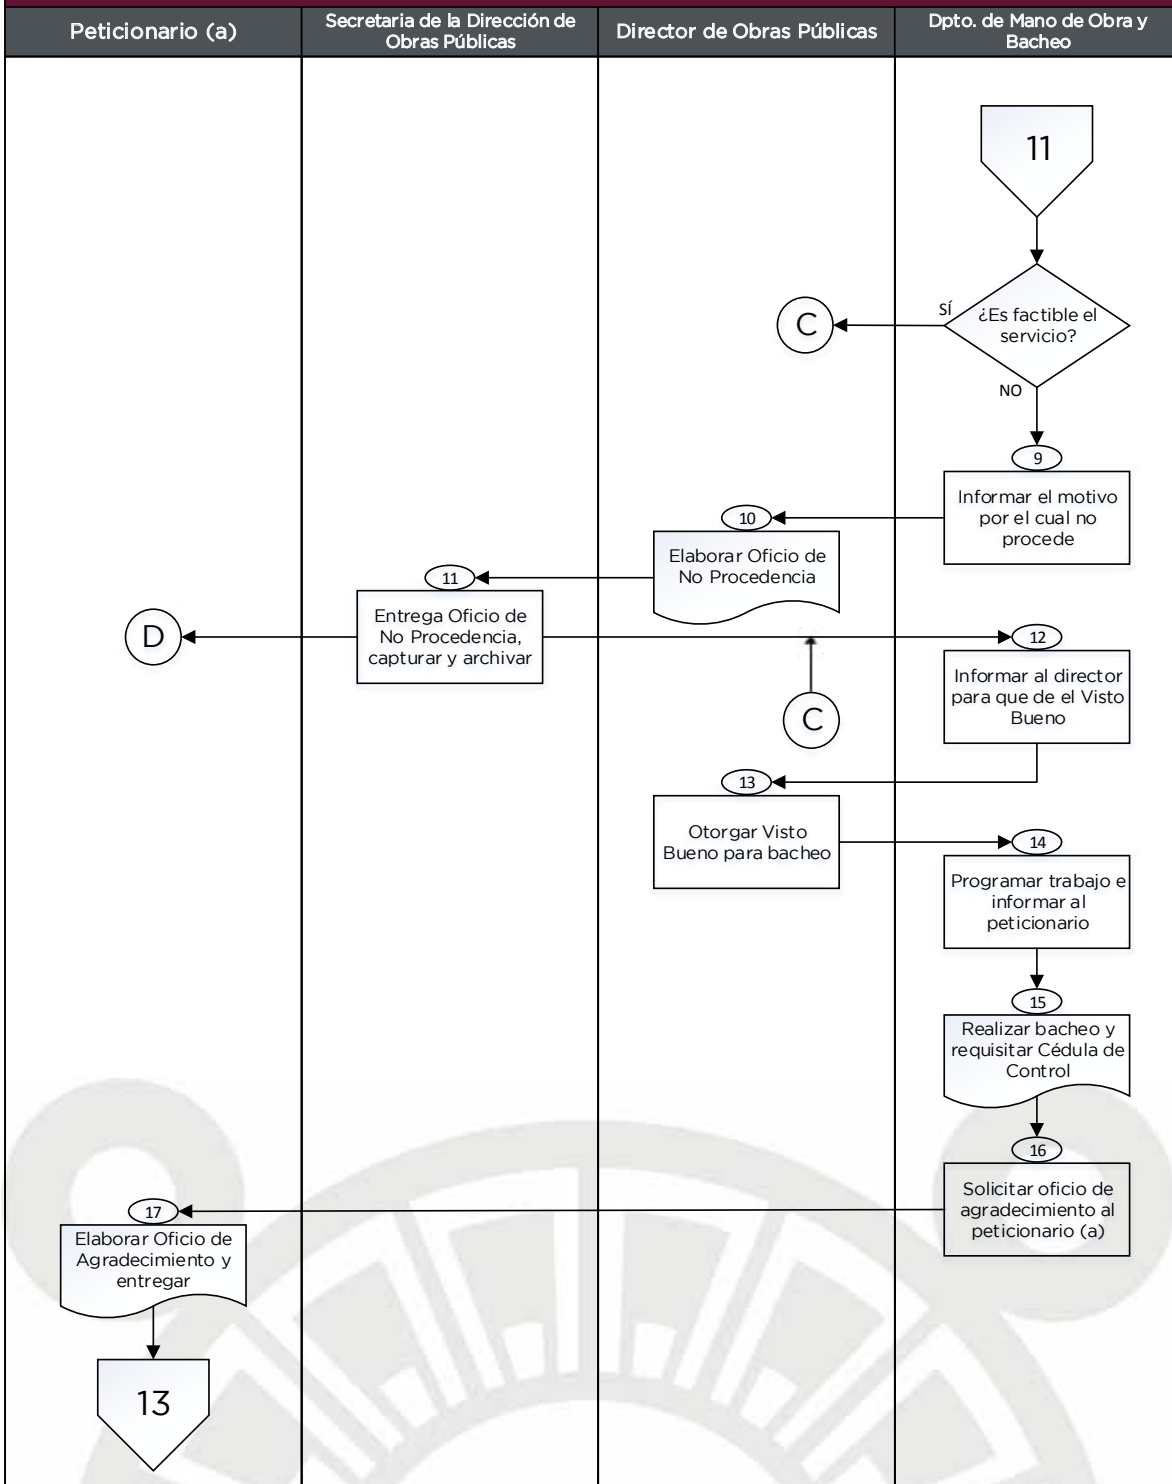 Peticionario (a)
Secretaria de la Dirección de
Obras Públicas
Director de Obras Públicas
Dpto. de Mano de Obra y
Bacheo
11
¿Es factible el
servicio?
SÍ
C
NO
9
Informar el motivo
por el cual no
procede
10
Elaborar Oficio de
No Procedencia
11
Entrega Oficio de
No Procedencia,
capturar y archivar
D
C
12
Informar al director
para que de el Visto
Bueno
13
Otorgar Visto
Bueno para bacheo
14
Programar trabajo e
informar al
peticionario
15
Realizar bacheo y
requisitar Cédula de
Control
16
Solicitar oficio de
agradecimiento al
peticionario (a)
17
Elaborar Oficio de
Agradecimiento y
entregar
13